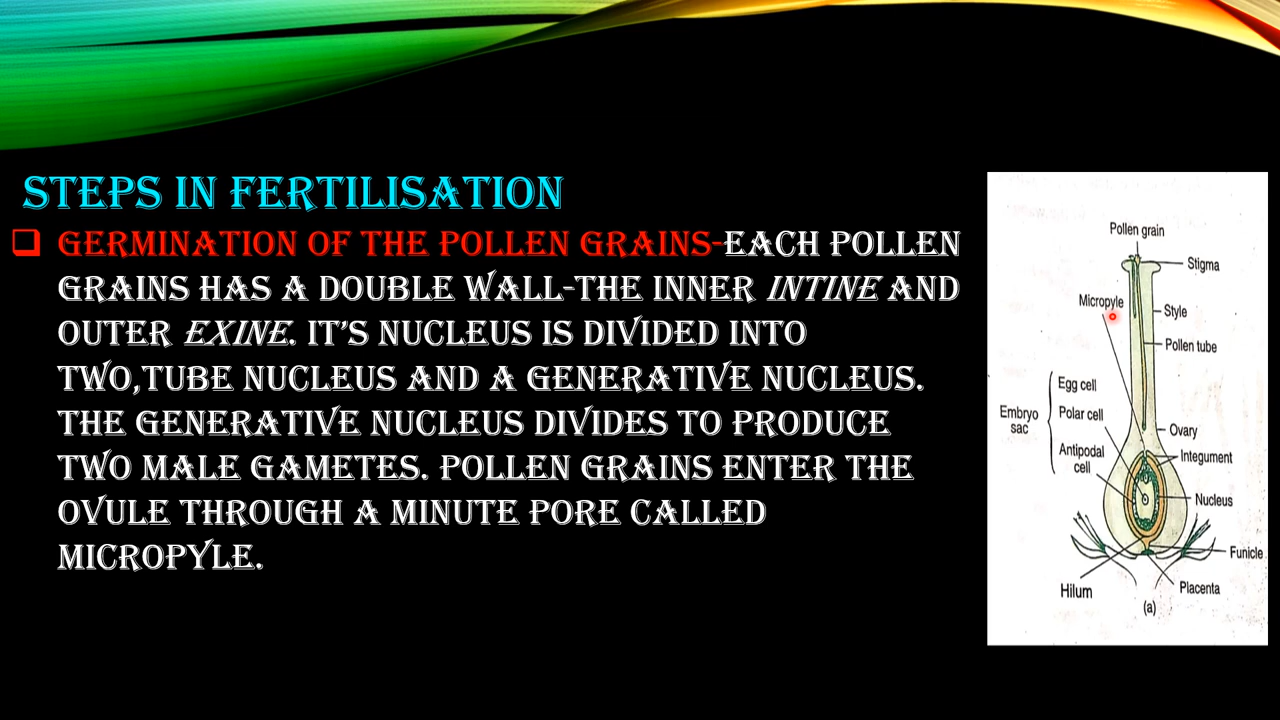 STEPS IN FERTILISATION
❑ GERMINATION OF THE POLLEN GRAINS-EACH POLLEN
GRAINS HAS A DOUBLE WALL-THE INNER INTINE AND
OUTER EXINE. IT’S NUCLEUS IS DIVIDED INTO
TWO,TUBE NUCLEUS AND A GENERATIVE NUCLEUS.
THE GENERATIVE NUCLEUS DIVIDES TO PRODUCE
TWO MALE GAMETES. POLLEN GRAINS ENTER THE
OVULE THROUGH A MINUTE PORE CALLED
MICROPYLE.
Pollen grain
Stigma
Micropyle
Style
Pollen tube
Egg cell
Polar cell
Embryo
sac
Antipodal
cell
Ovary
Integument
Nucleus
Funicle
Hilum
Placenta
(a)